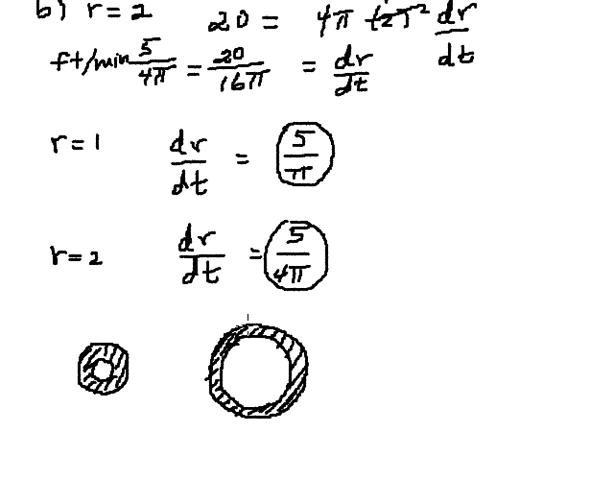 b) r = 2 20 = 4π (2)² dr/dt
ft/min 5/4π = 20/16π = dr/dt
r = 1 dr/dt = 5/π
r = 2 dr/dt = 5/4π